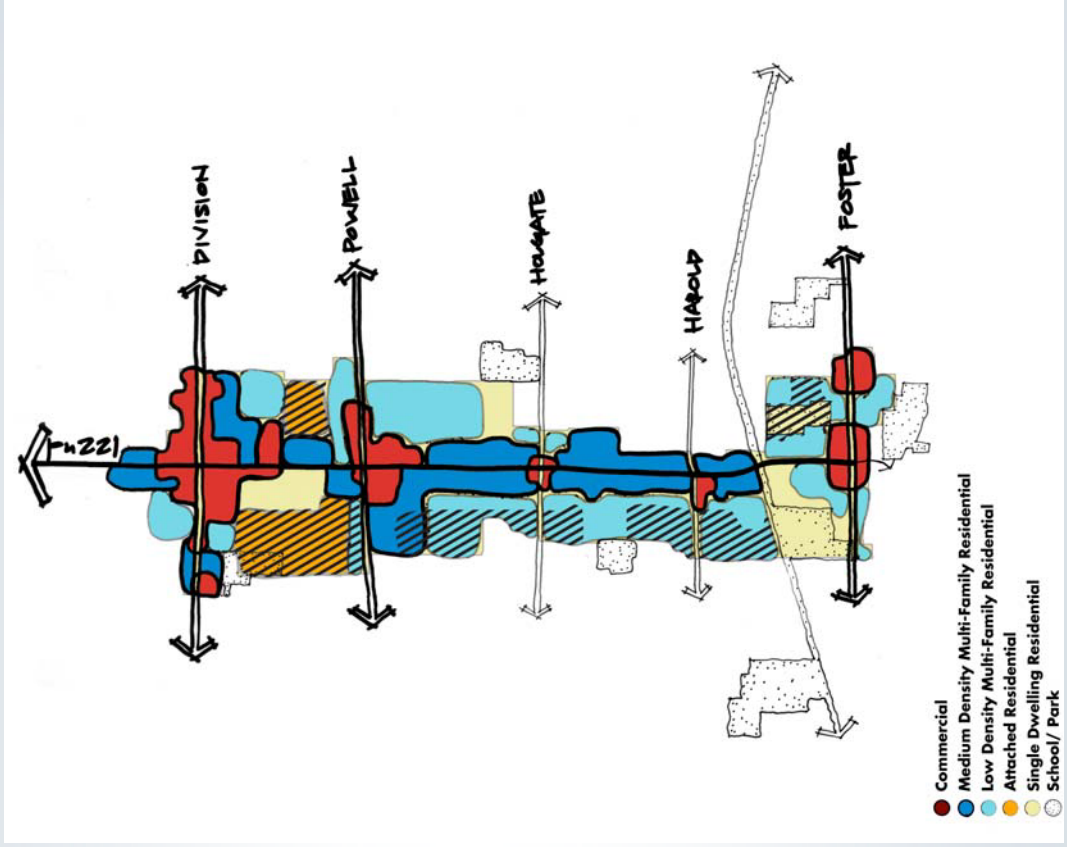 DIVISION
POWELL
HOLGATE
HAROLD
FOSTER
Commercial
Medium Density Multi-Family Residential
Low Density Multi-Family Residential
Attached Residential
Single Dwelling Residential
School/ Park